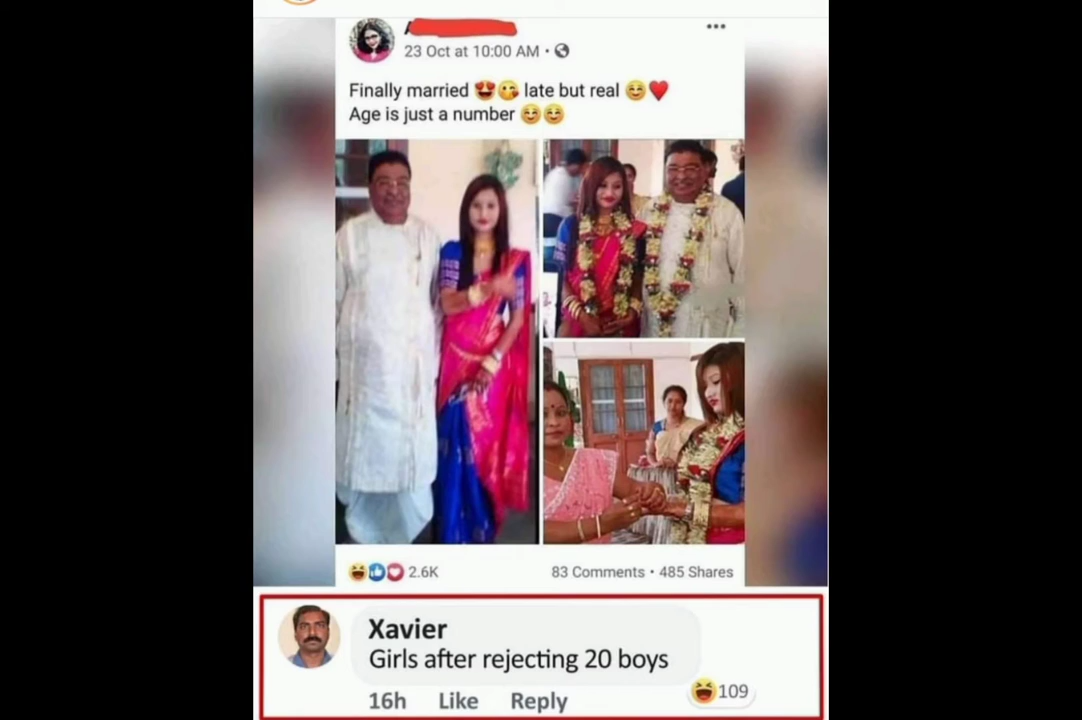 23 Oct at 10:00 AM •
Finally married 😍😘 late but real ☺️❤️
Age is just a number ☺️☺️
😆👍❤️ 2.6K
83 Comments • 485 Shares
Xavier
Girls after rejecting 20 boys
16h Like Reply
😆 109